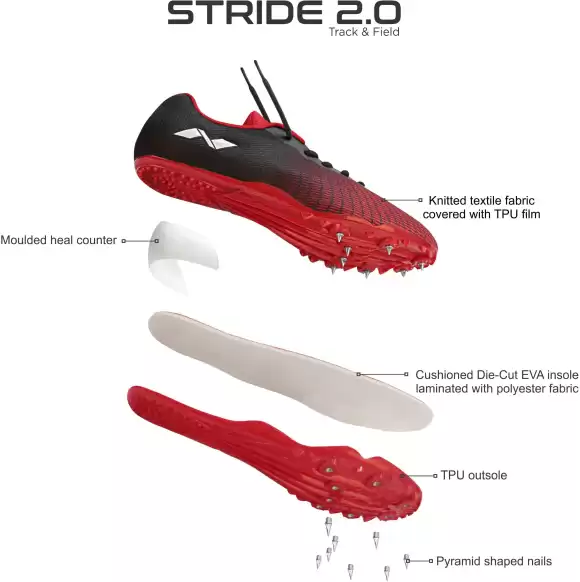 STRIDE 2.0
Track & Field
Knitted textile fabric
covered with TPU film
Moulded heal counter
Cushioned Die-Cut EVA insole
laminated with polyester fabric
TPU outsole
Pyramid shaped nails